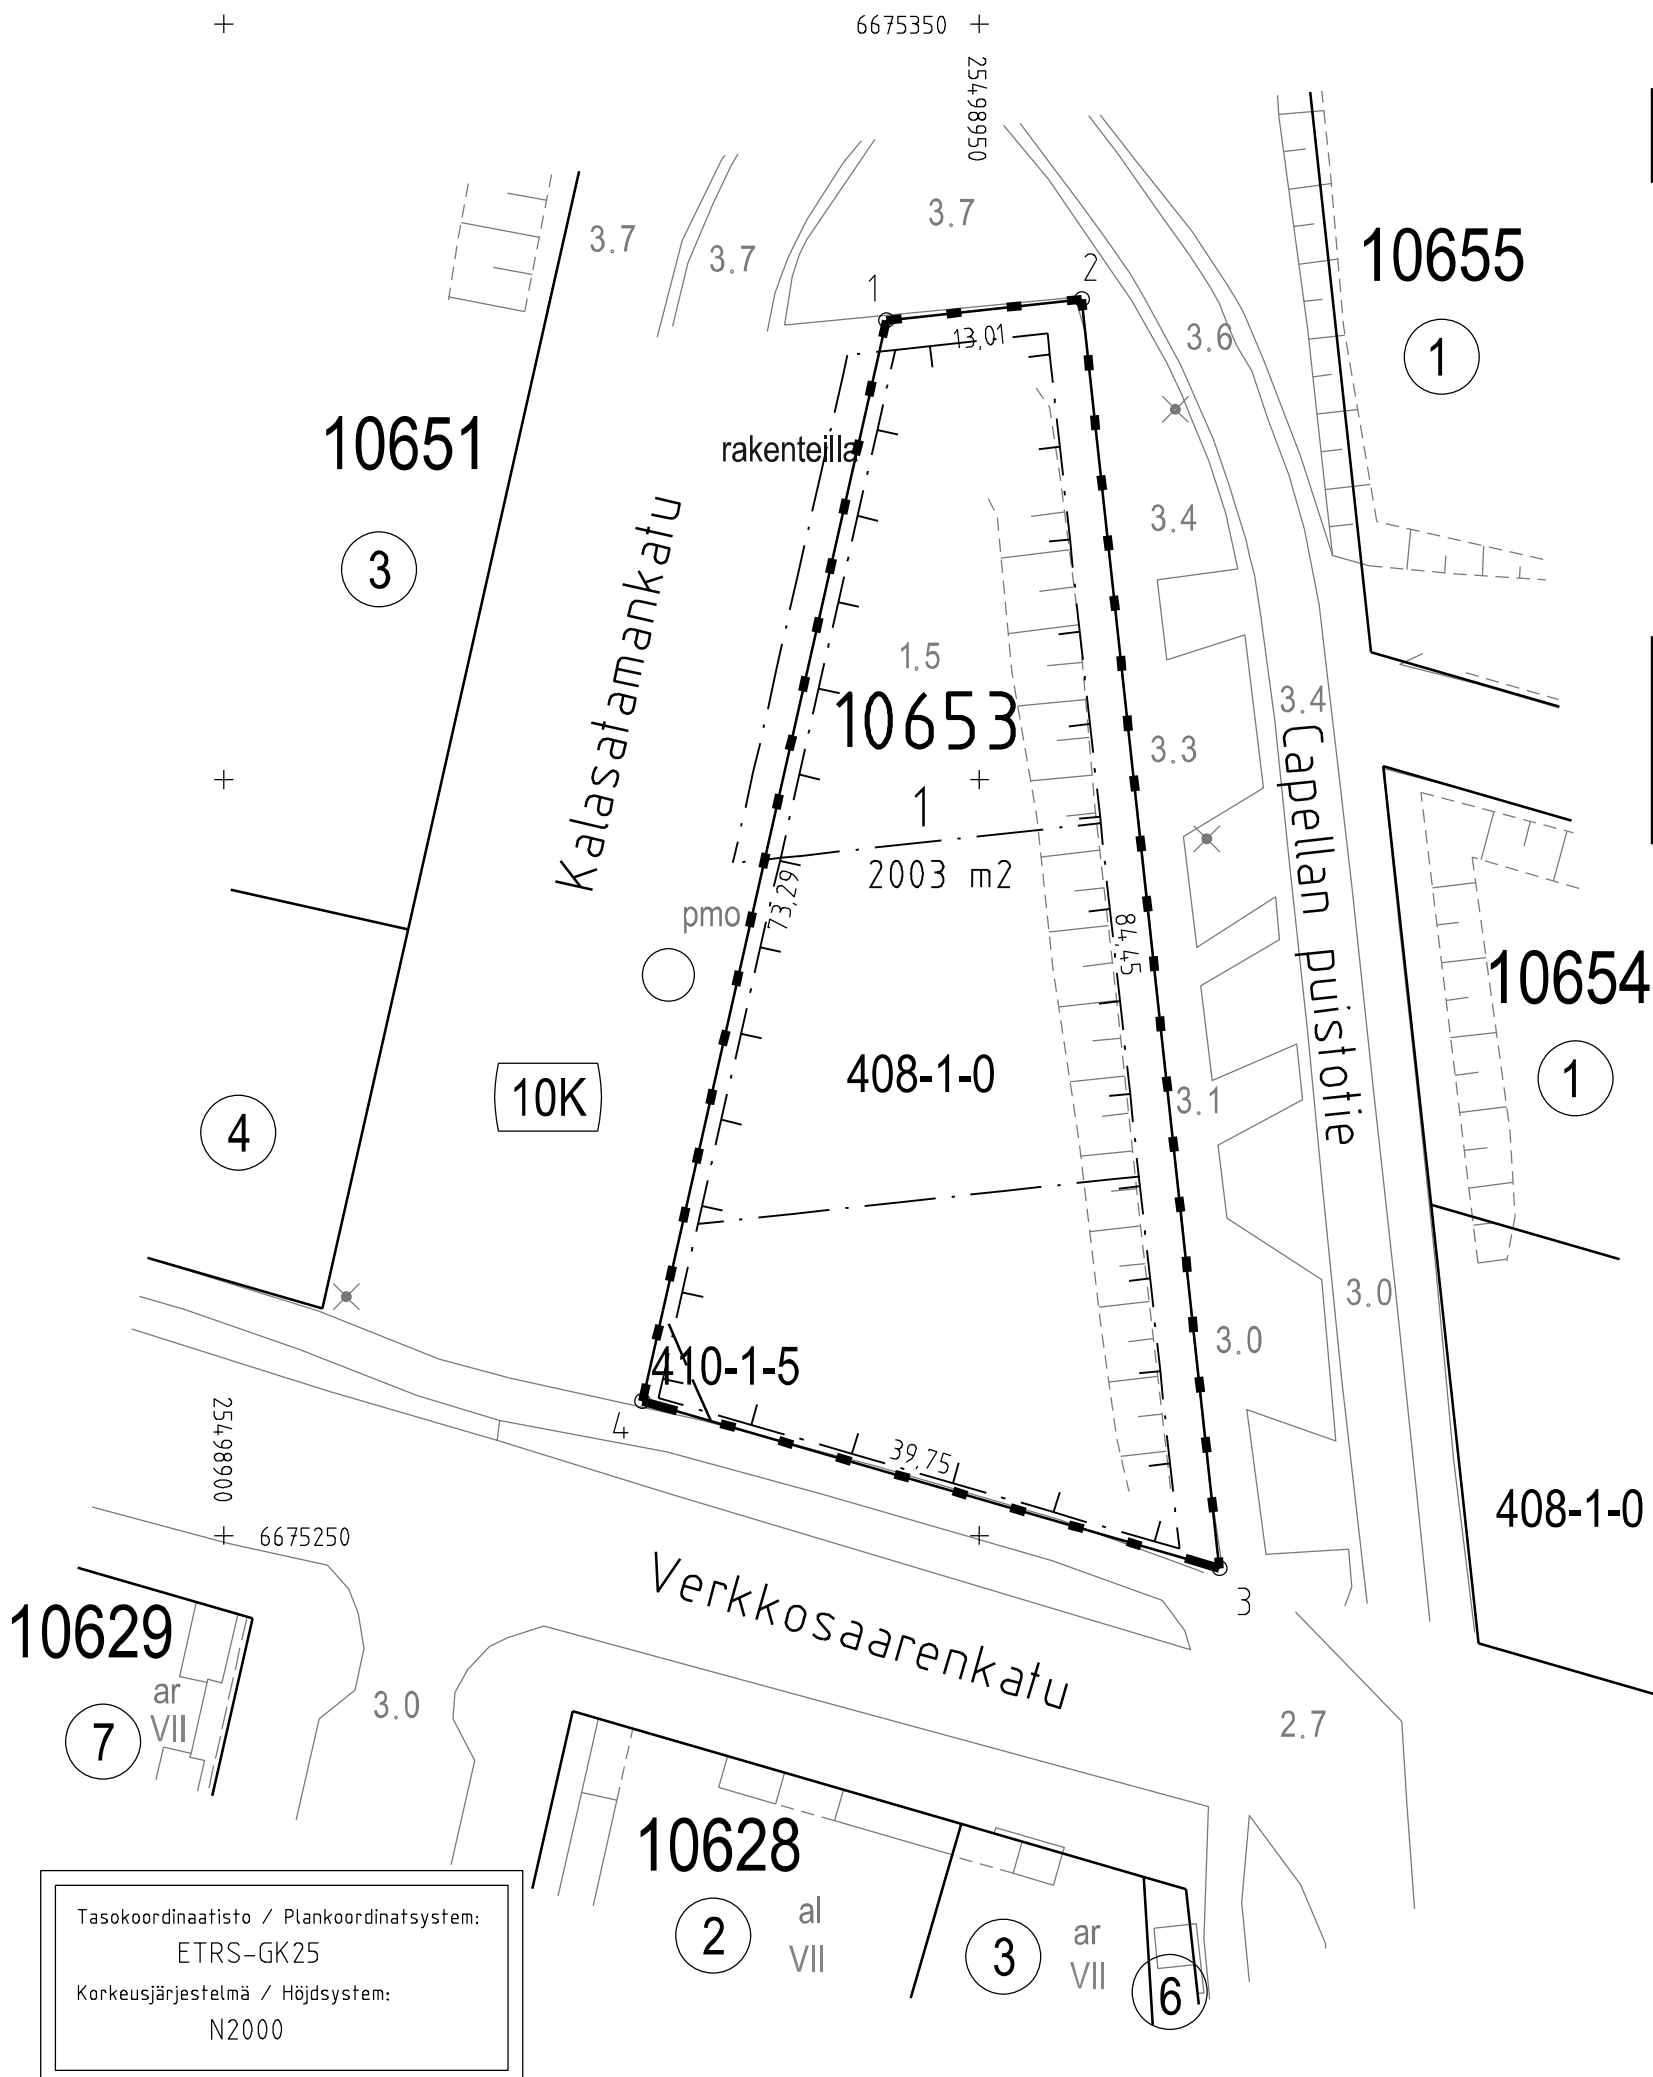 6675350
25498950
3.7
3.7
3.7
10655
1
2
3.6
1
13,01
10651
rakenteilla
3
3.4
Kalasatamankatu
1.5
10653
3.4
3.3
Capellan puistotie
1
2003 m2
73,29
pmo
84,45
10654
1
408-1-0
10K
3.1
4
3.0
3.0
410-1-5
4
25498900
39,75
408-1-0
6675250
3
Verkkosaarenkatu
10629
ar
VII
7
3.0
2.7
10628
2
al
VII
3
ar
VII
6
Tasokoordinaatisto / Plankoordinatsystem:
ETRS-GK25
Korkeusjärjestelmä / Höjdsystem:
N2000